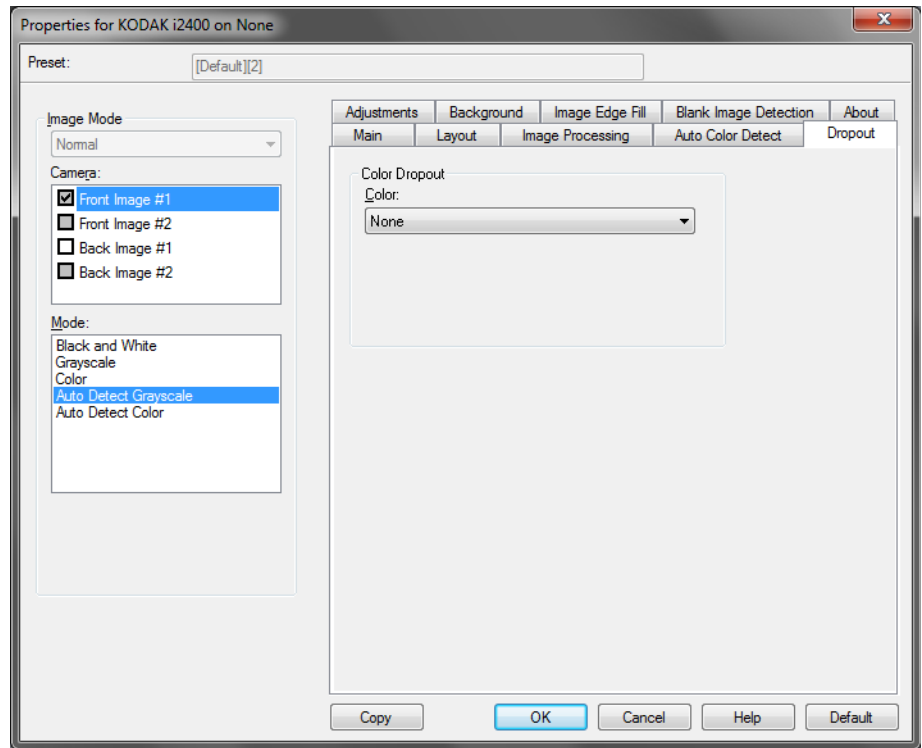 Properties for KODAK i2400 on None
Preset:
[Default][2]
Image Mode
Normal
Camera:
Front Image #1
Front Image #2
Back Image #1
Back Image #2
Mode:
Black and White
Grayscale
Color
Auto Detect Grayscale
Auto Detect Color
Adjustments Background Image Edge Fill Blank Image Detection About
Main Layout Image Processing Auto Color Detect Dropout
Color Dropout
Color:
None
Copy OK Cancel Help Default